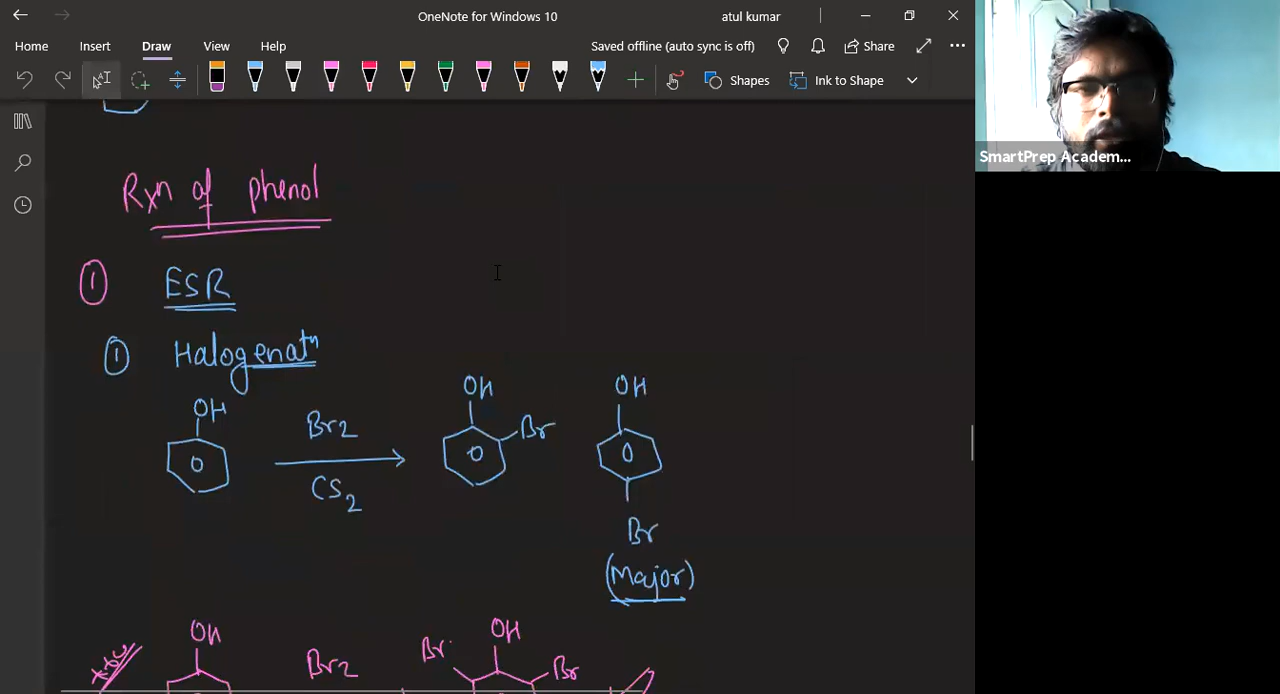 OneNote for Windows 10
atul kumar
Home Insert Draw View Help
Saved offline (auto sync is off)
Share
Shapes
Ink to Shape
SmartPrep Academ...
Rxn of phenol
① ESR
① Halogenatⁿ
OH Br2 CS2 OH Br OH Br
(Major)
OH Br2 Br OH Br